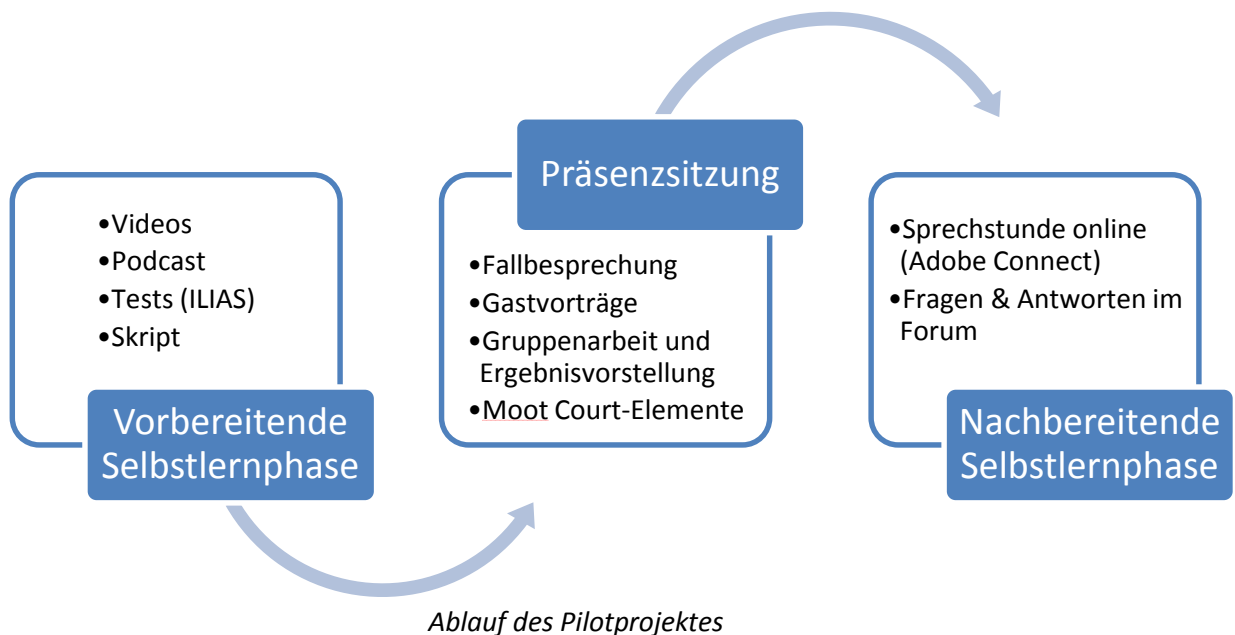 •Videos
•Podcast
•Tests (ILIAS)
•Skript
Vorbereitende
Selbstlernphase
Präsenzsitzung
•Fallbesprechung
•Gastvorträge
•Gruppenarbeit und
Ergebnisvorstellung
•Moot Court-Elemente
•Sprechstunde online
(Adobe Connect)
•Fragen & Antworten im
Forum
Nachbereitende
Selbstlernphase
Ablauf des Pilotprojektes